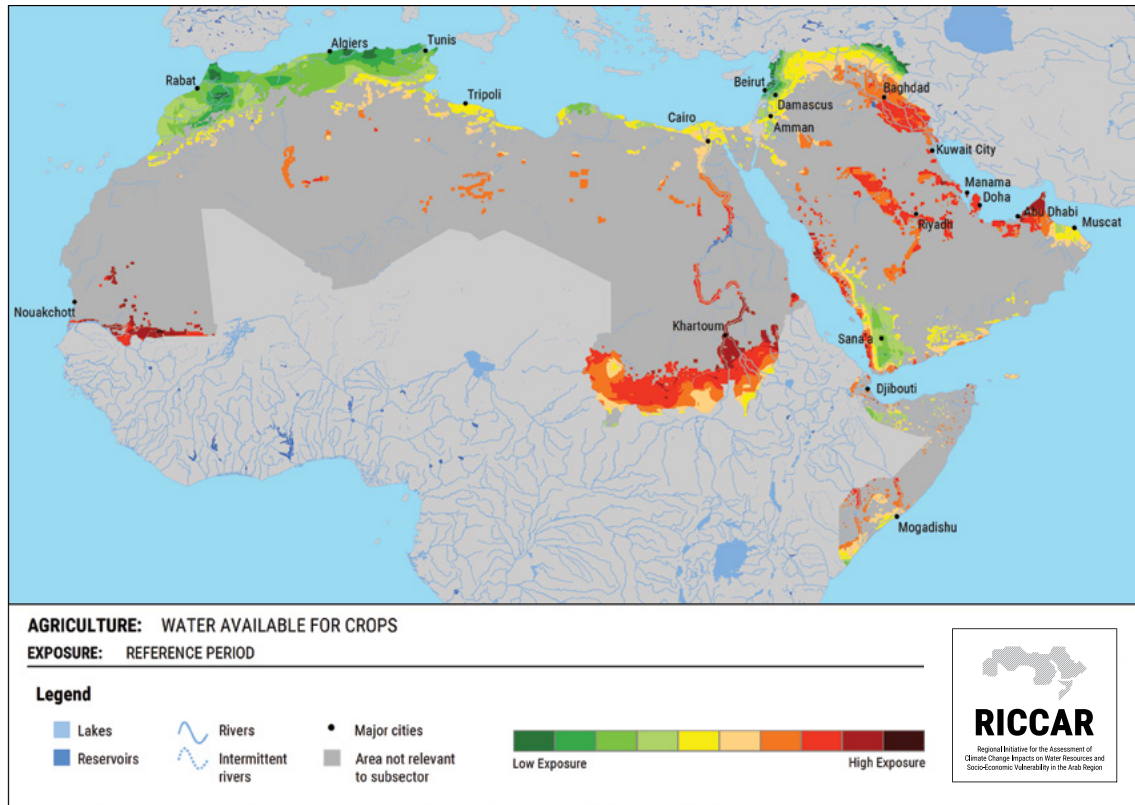 Algiers
Tunis
Rabat
Tripoli
Beirut
Baghdad
Damascus
Cairo
Amman
Kuwait City
Manama
Doha
Abu Dhabi
Muscat
Riyadh
Nouakchott
Khartoum
Sana'a
Djibouti
Mogadishu
AGRICULTURE: WATER AVAILABLE FOR CROPS
EXPOSURE: REFERENCE PERIOD
Legend
Lakes
Rivers
Major cities
Reservoirs
Intermittent
rivers
Area not relevant
to subsector
Low Exposure
High Exposure
RICCAR
Regional Initiative for the Assessment of
Climate Change Impacts on Water Resources and
Socio-Economic Vulnerability in the Arab Region